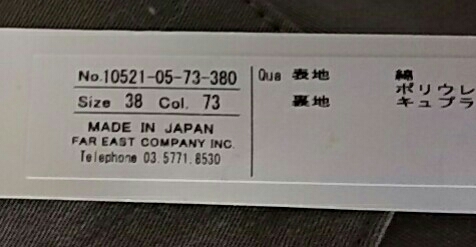 No.10521-05-73-380
Size 38 Col. 73
MADE IN JAPAN
FAR EAST COMPANY INC.
Telephone 03.5771.8530
Qua 表地 綿
ポリウレ
裏地 キュプラ